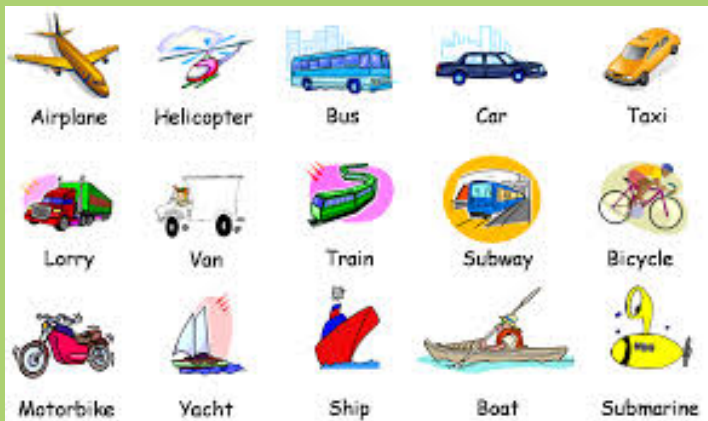 Airplane Helicopter Bus Car Taxi
Lorry Van Train Subway Bicycle
Motorbike Yacht Ship Boat Submarine